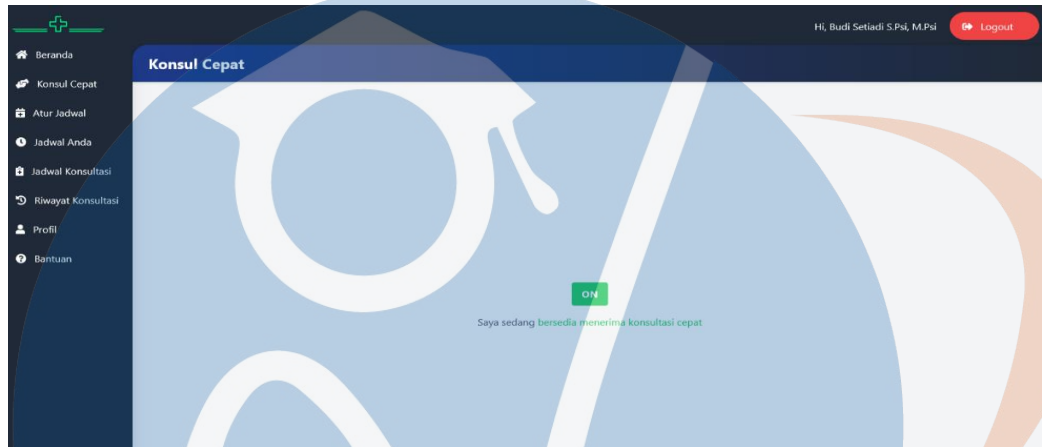 Hi, Budi Setiadi S.Psi, M.Psi
Logout
Beranda
Konsul Cepat
Atur Jadwal
Jadwal Anda
Jadwal Konsultasi
Riwayat Konsultasi
Profil
Bantuan
Konsul Cepat
ON
Saya sedang bersedia menerima konsultasi cepat